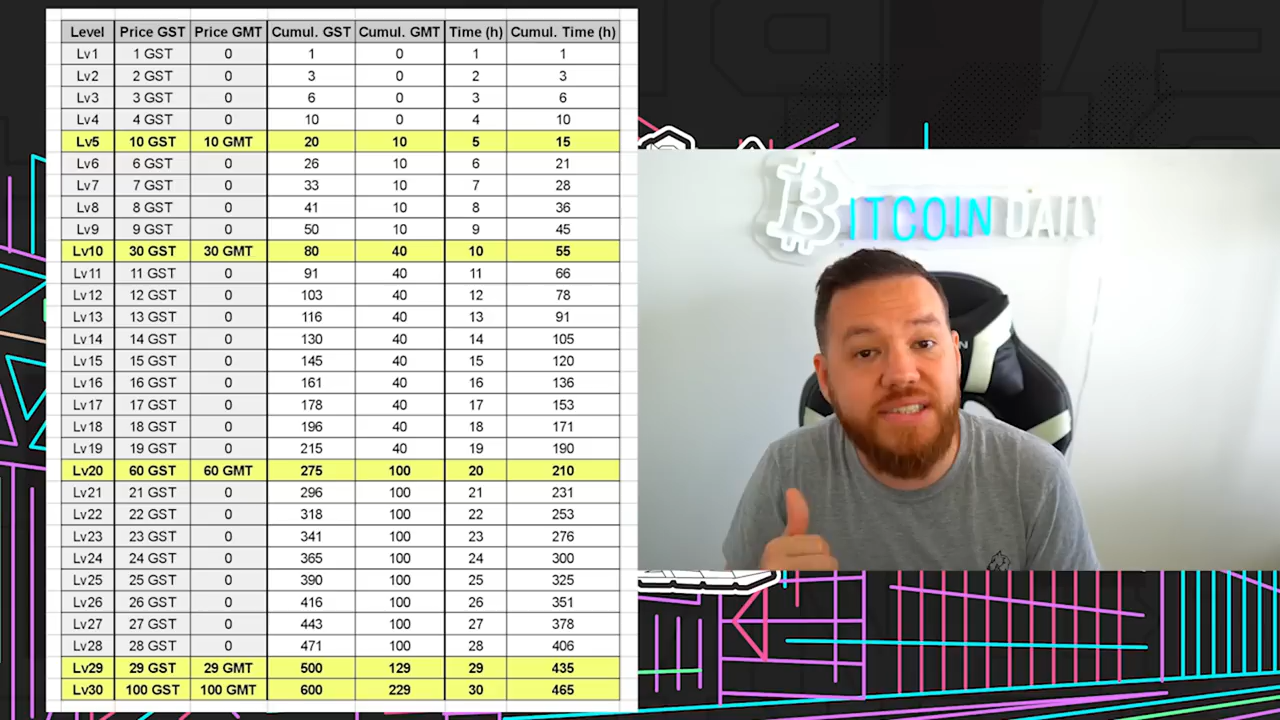 Level Price GST Price GMT Cumul. GST Cumul. GMT Time (h) Cumul. Time (h)
Lv1 1 GST 0 1 0 1 1
Lv2 2 GST 0 3 0 2 3
Lv3 3 GST 0 6 0 3 6
Lv4 4 GST 0 10 0 4 10
Lv5 10 GST 10 GMT 20 10 5 15
Lv6 6 GST 0 26 10 6 21
Lv7 7 GST 0 33 10 7 28
Lv8 8 GST 0 41 10 8 36
Lv9 9 GST 0 50 10 9 45
Lv10 30 GST 30 GMT 80 40 10 55
Lv11 11 GST 0 91 40 11 66
Lv12 12 GST 0 103 40 12 78
Lv13 13 GST 0 116 40 13 91
Lv14 14 GST 0 130 40 14 105
Lv15 15 GST 0 145 40 15 120
Lv16 16 GST 0 161 40 16 136
Lv17 17 GST 0 178 40 17 153
Lv18 18 GST 0 196 40 18 171
Lv19 19 GST 0 215 40 19 190
Lv20 60 GST 60 GMT 275 100 20 210
Lv21 21 GST 0 296 100 21 231
Lv22 22 GST 0 318 100 22 253
Lv23 23 GST 0 341 100 23 276
Lv24 24 GST 0 365 100 24 300
Lv25 25 GST 0 390 100 25 325
Lv26 26 GST 0 416 100 26 351
Lv27 27 GST 0 443 100 27 378
Lv28 28 GST 0 471 100 28 406
Lv29 29 GST 29 GMT 500 129 29 435
Lv30 100 GST 100 GMT 600 229 30 465
BITCOIN DAILY